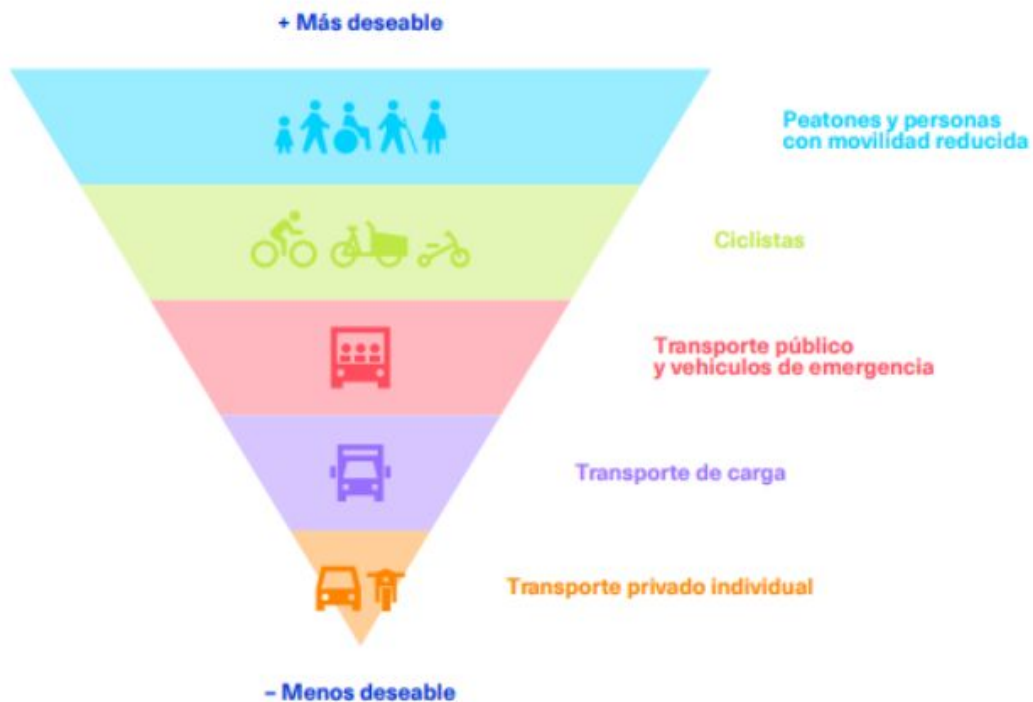 + Más deseable
Peatones y personas
con movilidad reducida
Ciclistas
Transporte público
y vehiculos de emergencia
Transporte de carga
Transporte privado individual
– Menos deseable